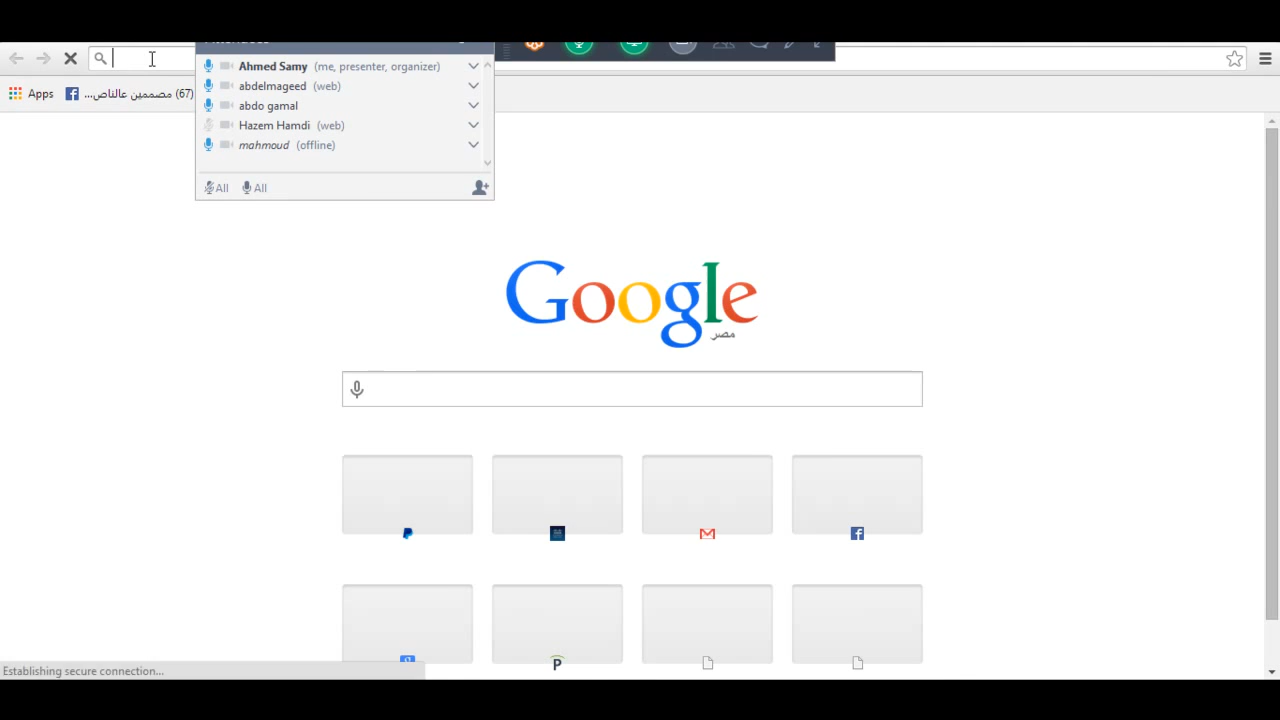 Ahmed Samy (me, presenter, organizer)
abdelmageed (web)
abdo gamal
Hazem Hamdi (web)
mahmoud (offline)
All All
Apps (67) مصممين عالناص...
Google
مصر
P
Establishing secure connection...